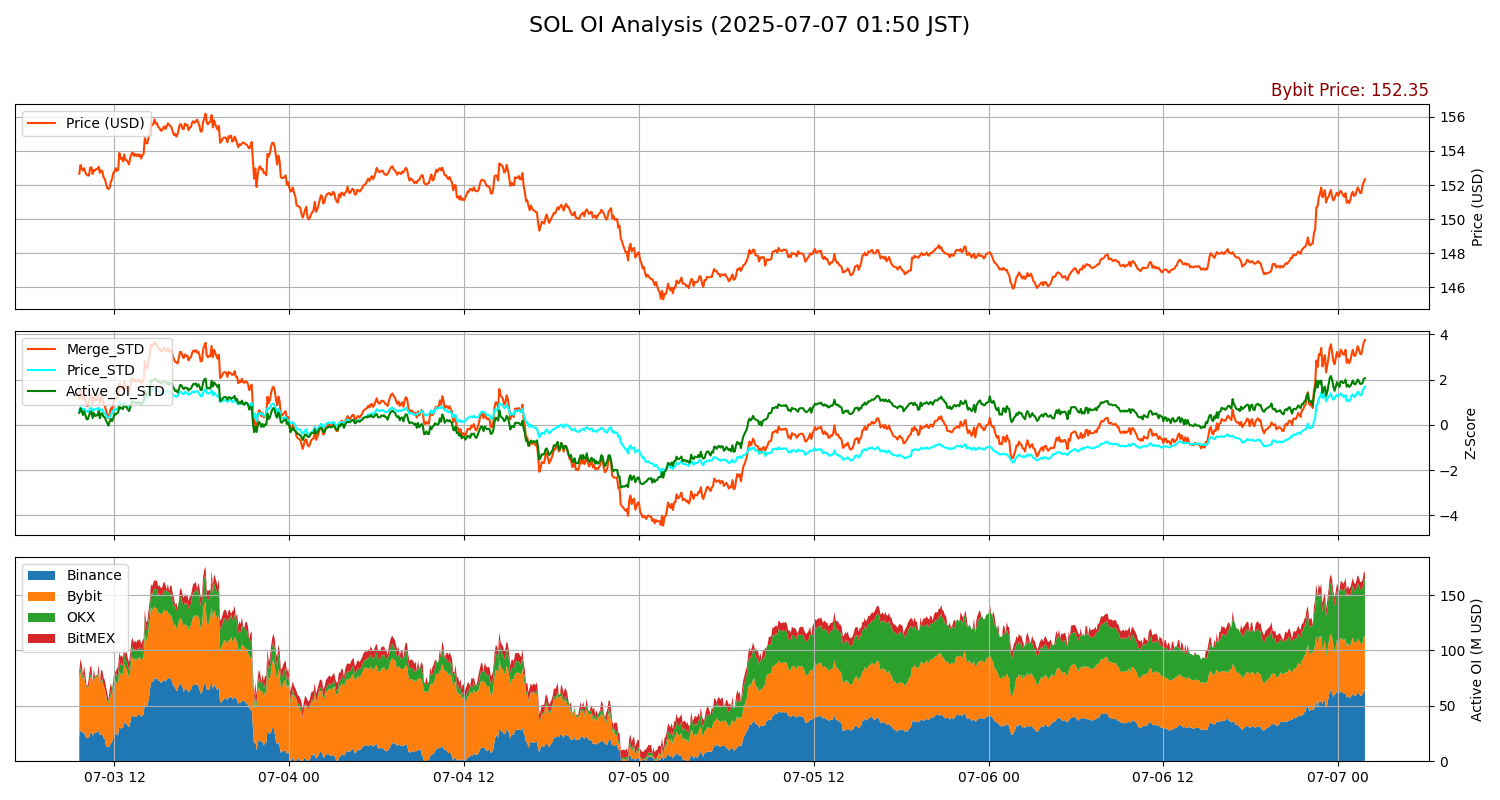 SOL OI Analysis (2025-07-07 01:50 JST)
Bybit Price: 152.35
Price (USD)
156
154
152
150
148
146
Price (USD)
Merge_STD
Price_STD
Active_OI_STD
4
2
0
−2
−4
Z-Score
Binance
Bybit
OKX
BitMEX
150
100
50
0
Active OI (M USD)
07-03 12
07-04 00
07-04 12
07-05 00
07-05 12
07-06 00
07-06 12
07-07 00